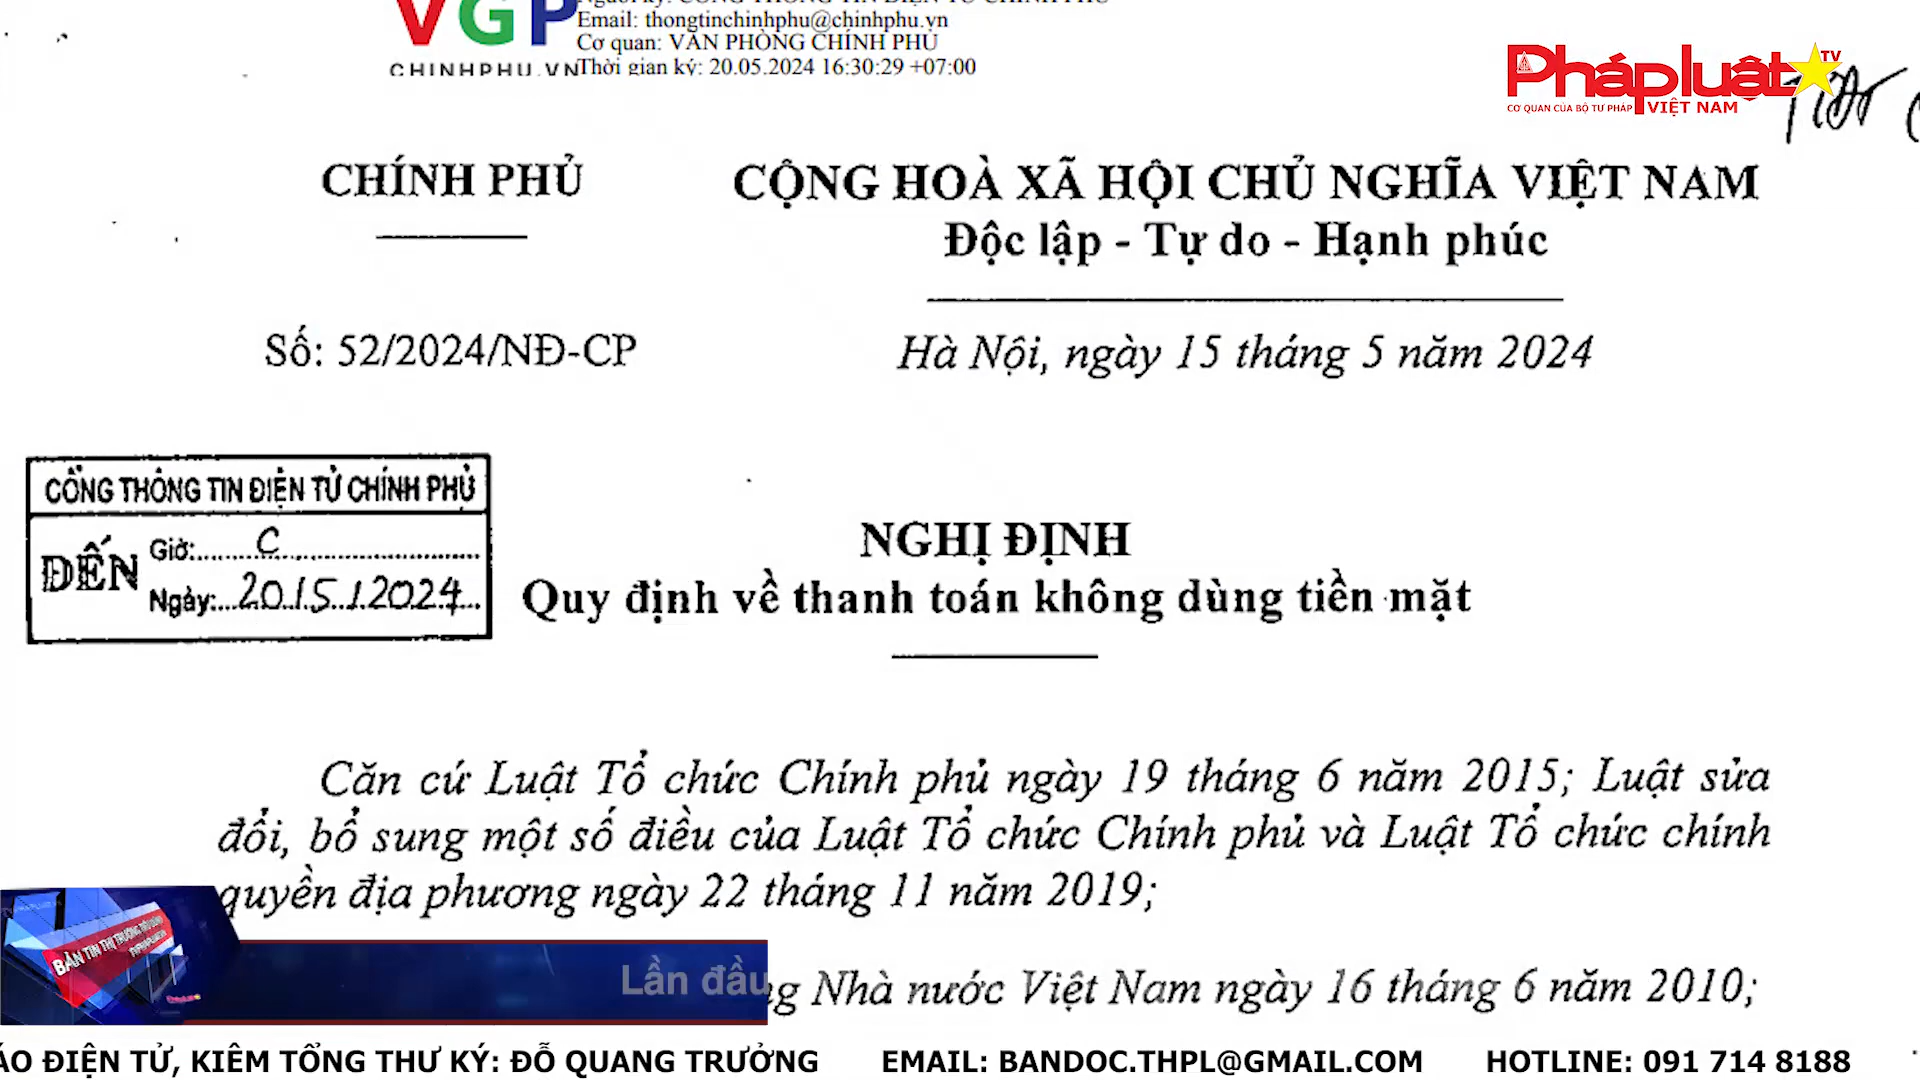 VGP
Email: thongtinchinhphu@chinhphu.vn
Cơ quan: VĂN PHÒNG CHÍNH PHỦ
CHINHPHU.VN
Thời gian ký: 20.05.2024 16:30:29 +07:00
Phápluật TV
CƠ QUAN CỦA BỘ TƯ PHÁP VIỆT NAM
CHÍNH PHỦ
CỘNG HOÀ XÃ HỘI CHỦ NGHĨA VIỆT NAM
Độc lập - Tự do - Hạnh phúc
Số: 52/2024/NĐ-CP
Hà Nội, ngày 15 tháng 5 năm 2024
CỔNG THÔNG TIN ĐIỆN TỬ CHÍNH PHỦ
ĐẾN
Giờ: C
Ngày: 20/5/2024
NGHỊ ĐỊNH
Quy định về thanh toán không dùng tiền mặt
Căn cứ Luật Tổ chức Chính phủ ngày 19 tháng 6 năm 2015; Luật sửa
đổi, bổ sung một số điều của Luật Tổ chức Chính phủ và Luật Tổ chức chính
quyền địa phương ngày 22 tháng 11 năm 2019;
Nhà nước Việt Nam ngày 16 tháng 6 năm 2010;
BẢN TIN THỊ TRƯỜNG
Lần đầu
ÁO ĐIỆN TỬ, KIÊM TỔNG THƯ KÝ: ĐỖ QUANG TRƯỞNG EMAIL: BANDOC.THPL@GMAIL.COM HOTLINE: 091 714 8188